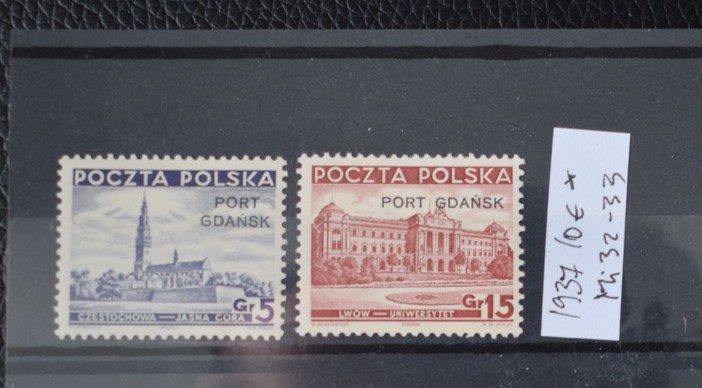 POCZTA POLSKA
PORT
GDAŃSK
Gr 5
CZĘSTOCHOWA — JASNA GÓRA
POCZTA POLSKA
PORT GDAŃSK
Gr 15
LWÓW — UNIWERSYTET
1937 10€ *
Mi 32-33